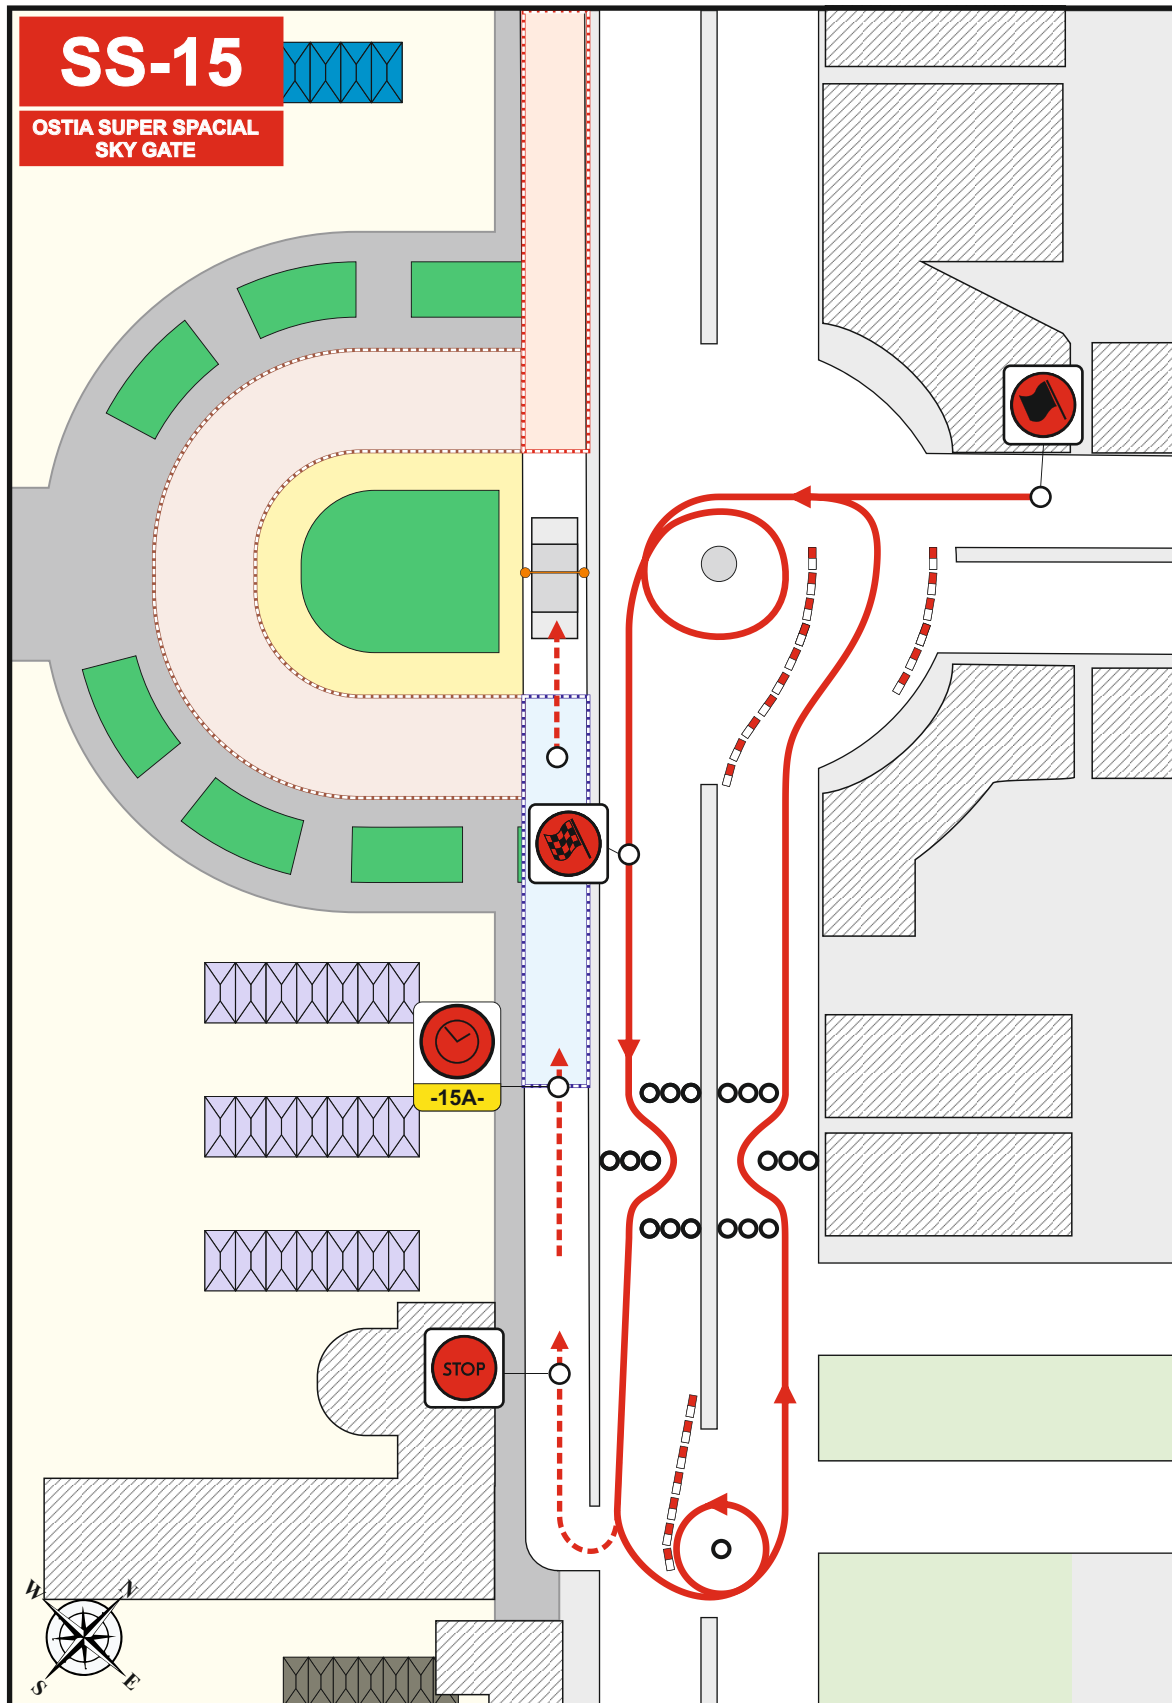 SS-15
OSTIA SUPER SPACIAL
SKY GATE
-15A-
STOP
W
N
S
E